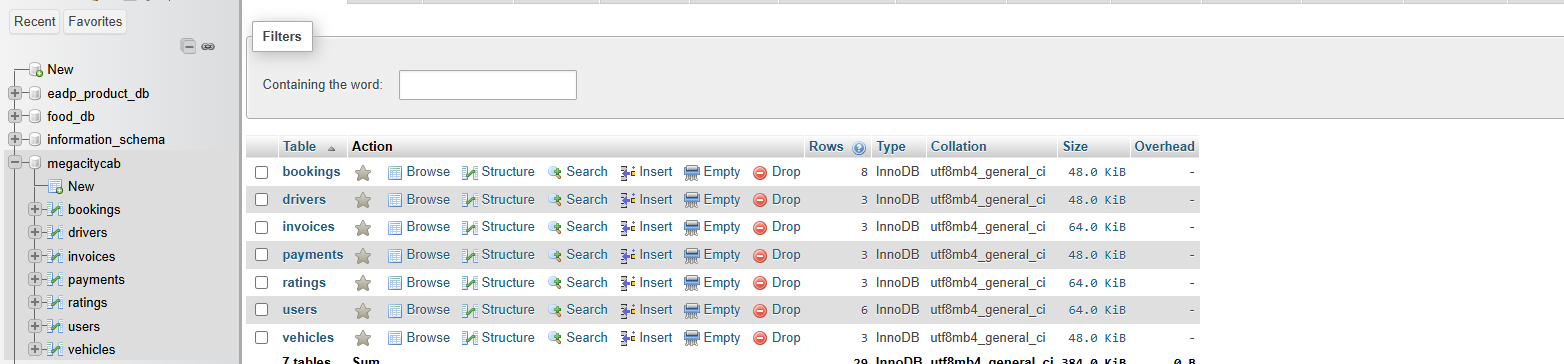 Recent Favorites
New
eadp_product_db
food_db
information_schema
megacitycab
New
bookings
drivers
invoices
payments
ratings
users
vehicles
Filters
Containing the word:
Table Action Rows Type Collation Size Overhead
bookings Browse Structure Search Insert Empty Drop 8 InnoDB utf8mb4_general_ci 48.0 KiB -
drivers Browse Structure Search Insert Empty Drop 3 InnoDB utf8mb4_general_ci 48.0 KiB -
invoices Browse Structure Search Insert Empty Drop 3 InnoDB utf8mb4_general_ci 64.0 KiB -
payments Browse Structure Search Insert Empty Drop 3 InnoDB utf8mb4_general_ci 48.0 KiB -
ratings Browse Structure Search Insert Empty Drop 3 InnoDB utf8mb4_general_ci 64.0 KiB -
users Browse Structure Search Insert Empty Drop 6 InnoDB utf8mb4_general_ci 64.0 KiB -
vehicles Browse Structure Search Insert Empty Drop 3 InnoDB utf8mb4_general_ci 48.0 KiB -
7 tables Sum 29 InnoDB utf8mb4_general_ci 384.0 KiB 0 B